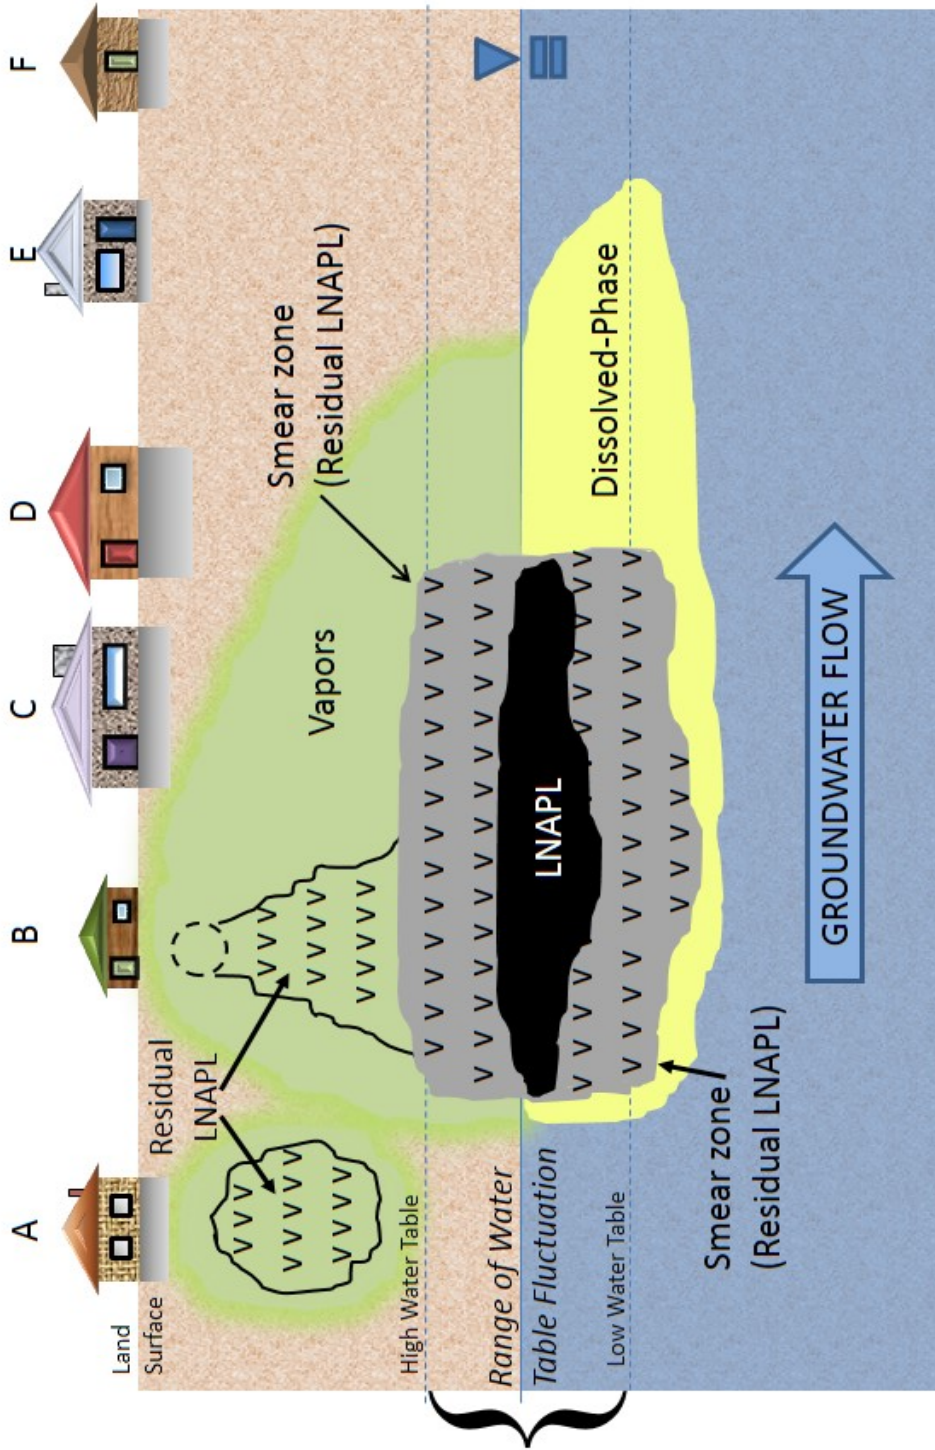 A
B
C
D
E
F
Land
Surface
Residual
LNAPL
Vapors
Smear zone
(Residual LNAPL)
High Water Table
Range of Water
Table Fluctuation
Low Water Table
LNAPL
Dissolved-Phase
Smear zone
(Residual LNAPL)
GROUNDWATER FLOW